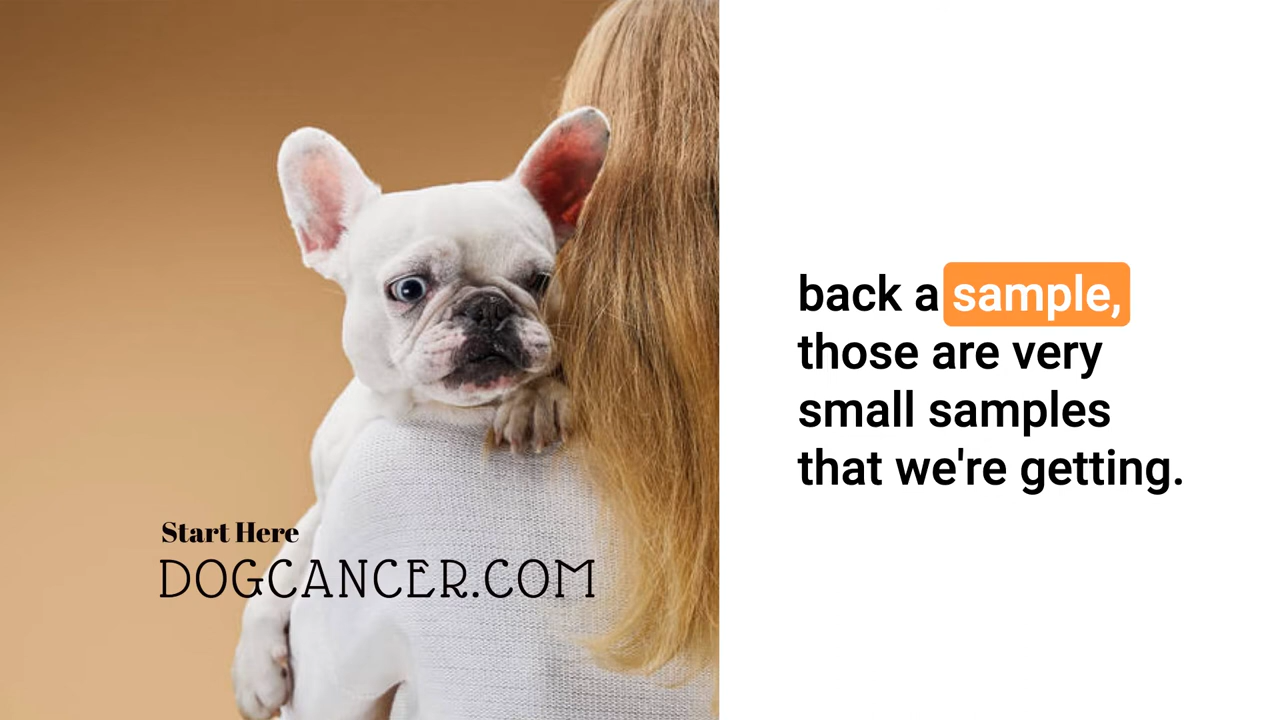 Start Here
DOGCANCER.COM
back a sample,
those are very
small samples
that we're getting.